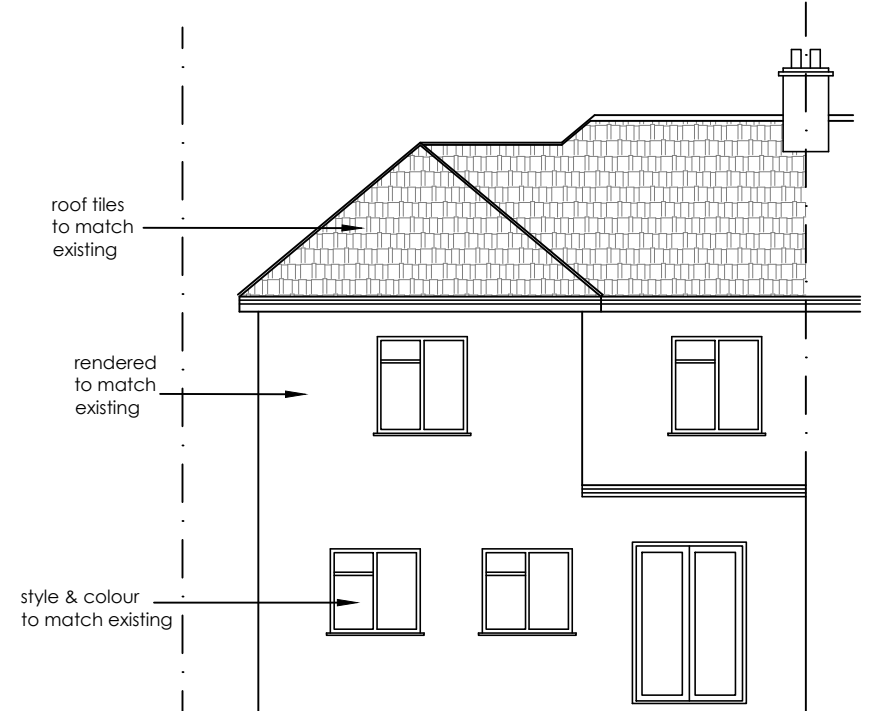 roof tiles
to match
existing
rendered
to match
existing
style & colour
to match existing